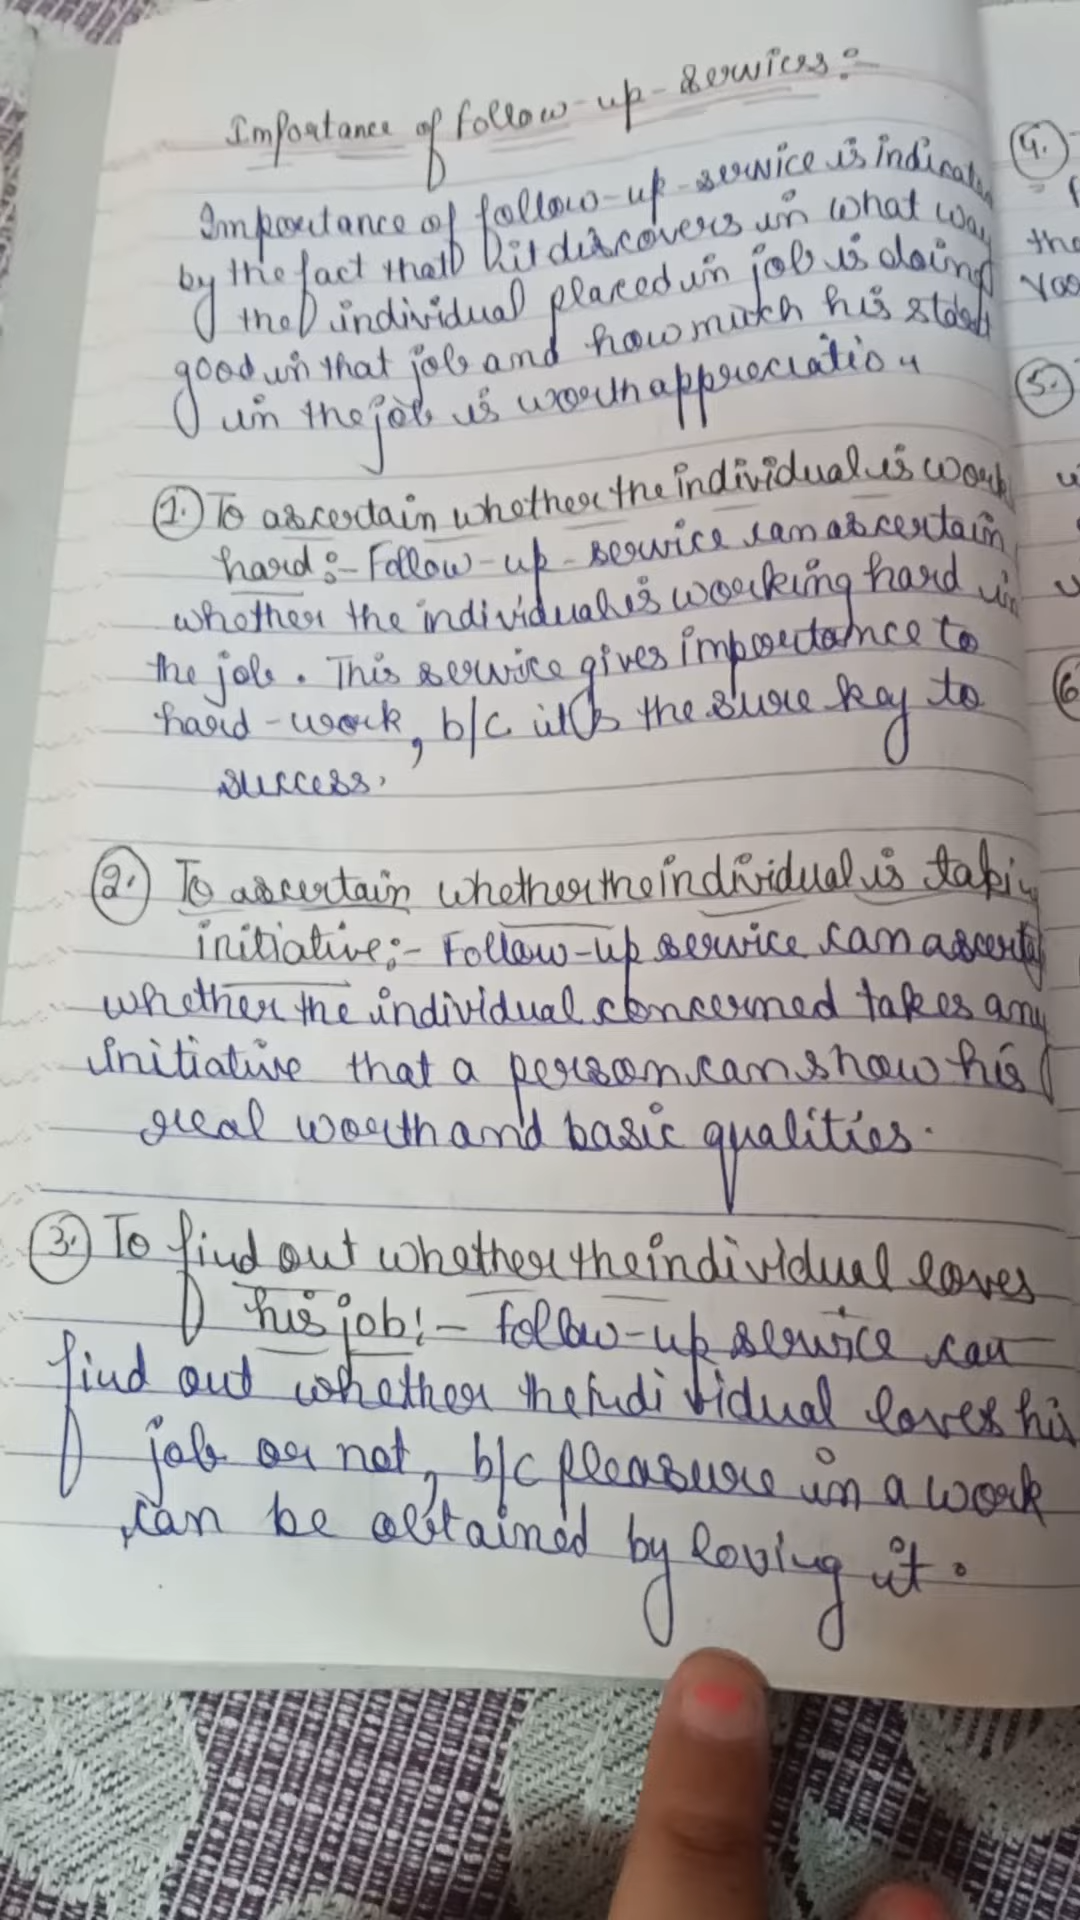 Importance of follow-up-services:-
Importance of follow-up-service is indicated
by the fact that it discovers in what way
the individual placed in job is doing
good in that job and how much his
in the job is worth appreciation
1. To ascertain whether the individual is work
hard:- Follow-up-service can ascertain
whether the individual is working hard in
the job. This service gives importance to
hard-work, b/c it is the sure key to
success.
2. To ascertain whether the individual is taking
initiative:- Follow-up service can ascertain
whether the individual concerned takes any
initiative that a person can show his
real worth and basic qualities.
3. To find out whether the individual loves
his job:- Follow-up service can
find out whether the individual loves his
job or not, b/c pleasure in a work
can be obtained by loving it.
4.
the
5.
6